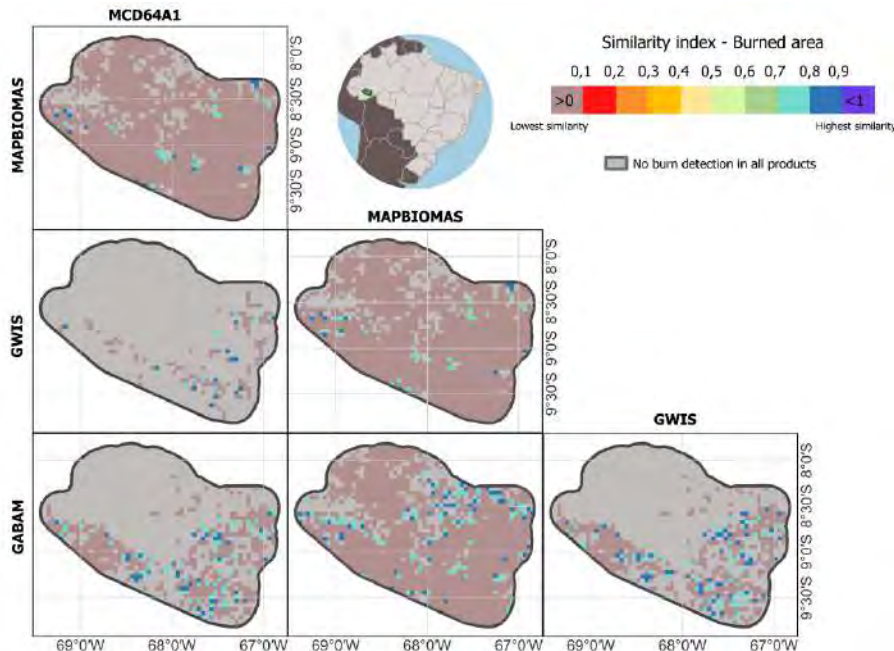 MCD64A1
Similarity index - Burned area
0,1 0,2 0,3 0,4 0,5 0,6 0,7 0,8 0,9
>0 <1
Lowest similarity Highest similarity
No burn detection in all products
MAPBIOMAS
8°0'S
8°30'S
9°0'S
9°30'S
MAPBIOMAS
GWIS
8°0'S
8°30'S
9°0'S
9°30'S
GWIS
GABAM
8°0'S
8°30'S
9°0'S
9°30'S
69°0'W 68°0'W 67°0'W 69°0'W 68°0'W 67°0'W 69°0'W 68°0'W 67°0'W